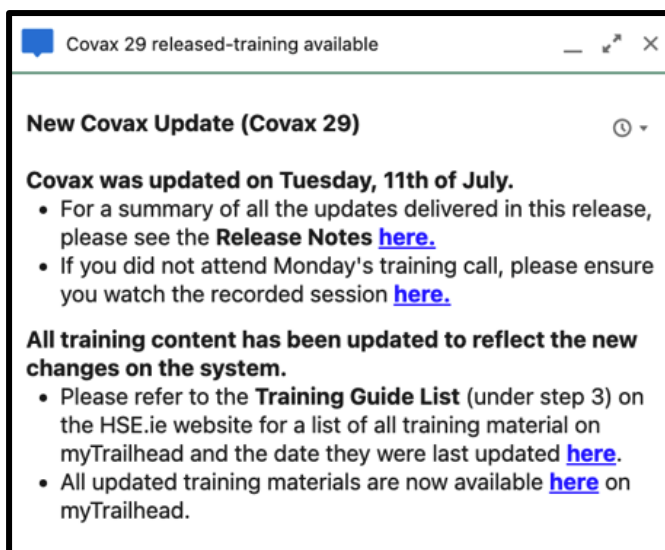 Covax 29 released-training available
New Covax Update (Covax 29)
Covax was updated on Tuesday, 11th of July.
• For a summary of all the updates delivered in this release,
please see the Release Notes here.
• If you did not attend Monday's training call, please ensure
you watch the recorded session here.
All training content has been updated to reflect the new
changes on the system.
• Please refer to the Training Guide List (under step 3) on
the HSE.ie website for a list of all training material on
myTrailhead and the date they were last updated here.
• All updated training materials are now available here on
myTrailhead.